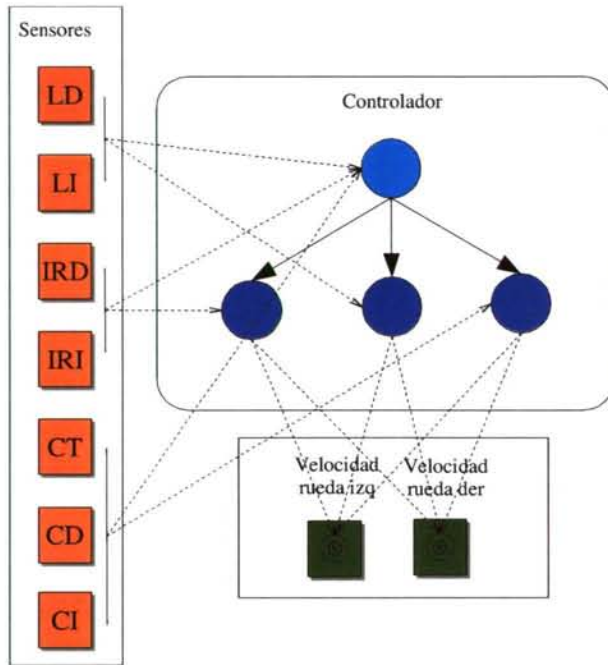 Sensores
LD
LI
IRD
IRI
CT
CD
CI
Controlador
Velocidad
rueda izq
Velocidad
rueda der